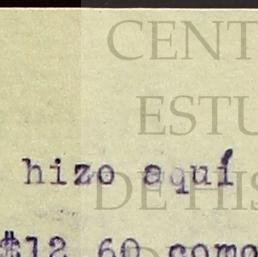 CENT
ESTU
hizo aquí
DE HIS
$12.60 como